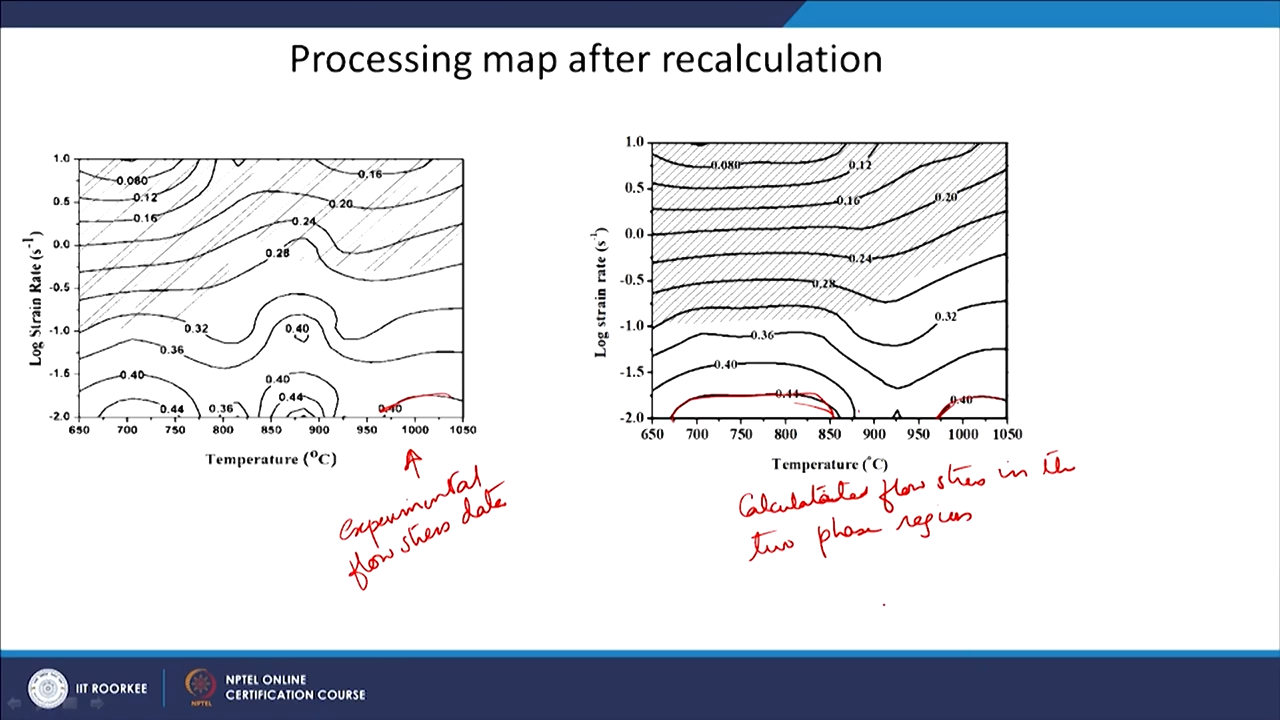 Processing map after recalculation
1.0
0.5
0.0
-0.5
-1.0
-1.5
-2.0
Log Strain Rate (s⁻¹)
0.080
0.12
0.16
0.16
0.20
0.24
0.28
0.32
0.36
0.40
0.40
0.44
0.36
0.40
0.44
0.40
650 700 750 800 850 900 950 1000 1050
Temperature (°C)
experimental
flow stress data
1.0
0.5
0.0
-0.5
-1.0
-1.5
-2.0
Log strain rate (s⁻¹)
0.080
0.12
0.16
0.20
0.24
0.28
0.32
0.36
0.40
0.44
0.40
650 700 750 800 850 900 950 1000 1050
Temperature (°C)
flow stress in the
two phase region
IIT ROORKEE
NPTEL
NPTEL ONLINE
CERTIFICATION COURSE